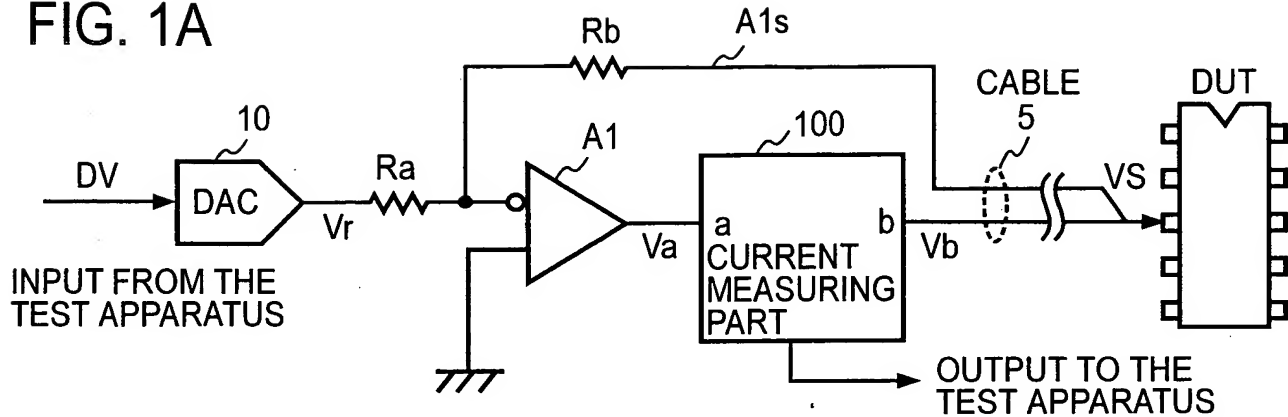 FIG. 1A
Rb
A1s
CABLE
5
DUT
10
Ra
A1
100
DV
DAC
Vr
Va
a
b
Vb
VS
CURRENT
MEASURING
PART
INPUT FROM THE
TEST APPARATUS
OUTPUT TO THE
TEST APPARATUS